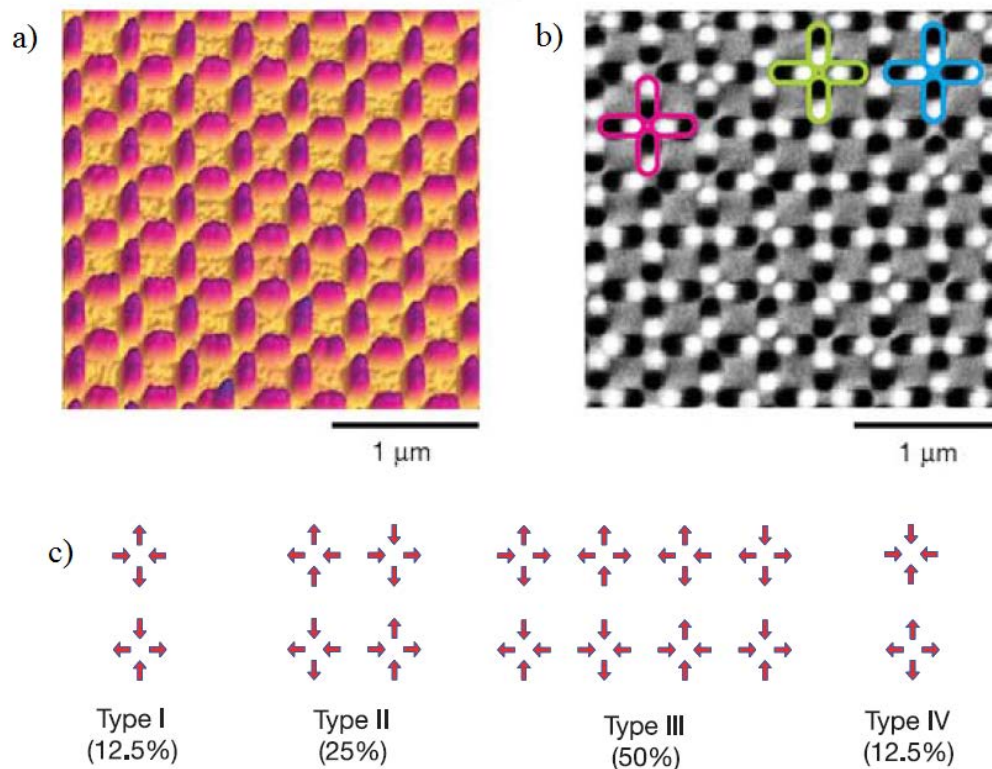 a)
b)
1 μm
1 μm
c)
Type I
(12.5%)
Type II
(25%)
Type III
(50%)
Type IV
(12.5%)